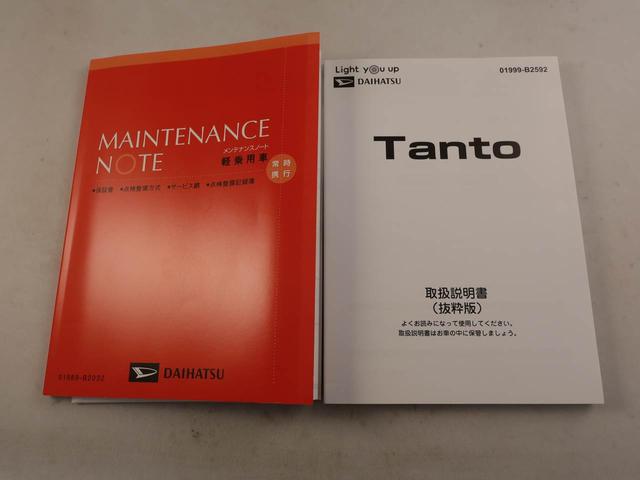 MAINTENANCE
NOTE
メンテナンスノート
軽乗用車
常時
携行
●保証書 ●点検整備方式 ●サービス網 ●点検整備記録簿
DAIHATSU
01989-B2032
Light you up
DAIHATSU
01999-B2592
Tanto
取扱説明書
(抜粋版)
よくお読みになって使用してください。
取扱説明書はお車の中に保管しましょう。